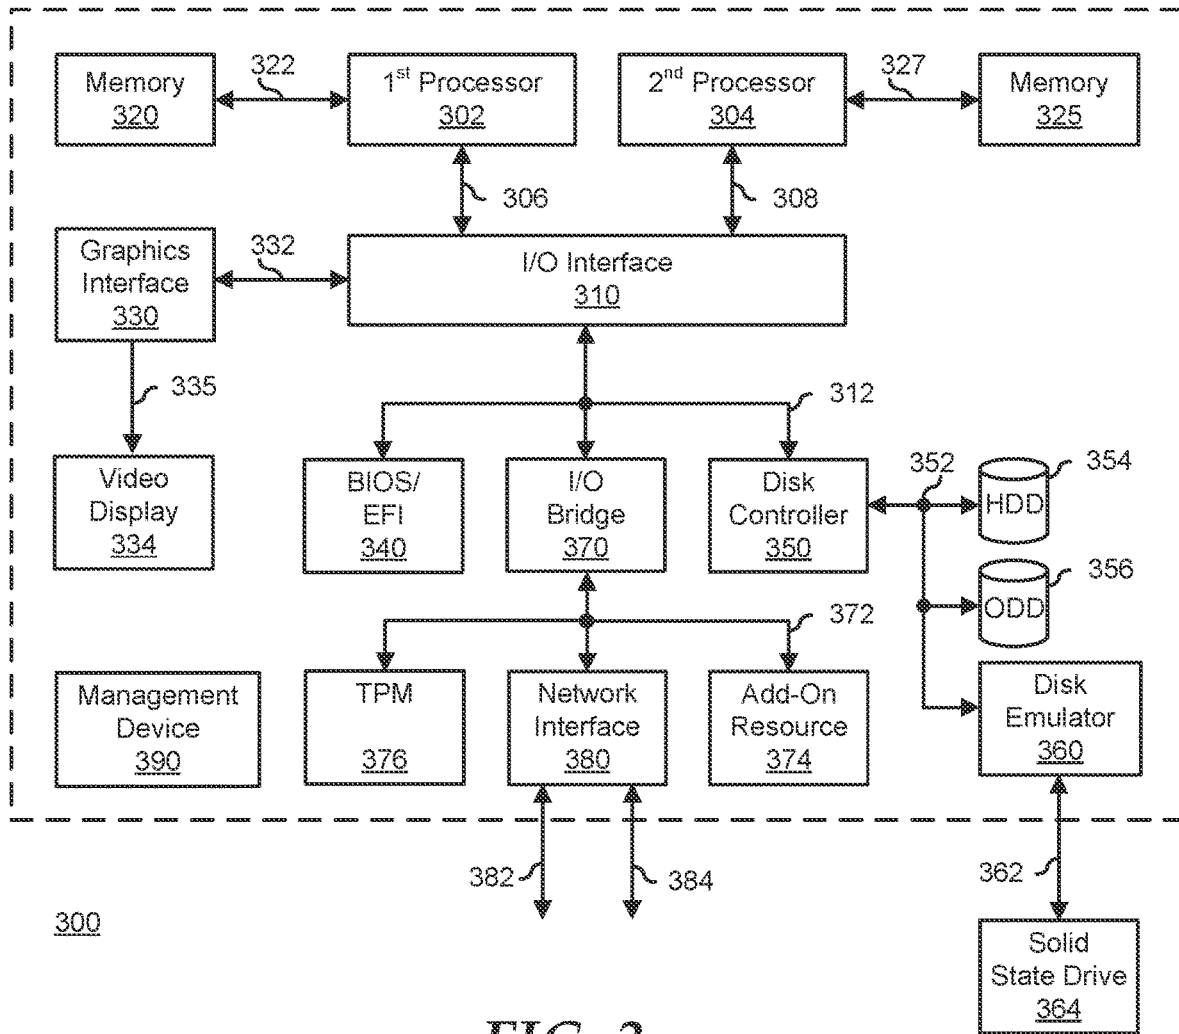 Memory
320
322
1st Processor
302
2nd Processor
304
327
Memory
325
306
308
Graphics
Interface
330
332
I/O Interface
310
335
312
Video
Display
334
BIOS/
EFI
340
I/O
Bridge
370
Disk
Controller
350
352
HDD
354
ODD
356
372
Management
Device
390
TPM
376
Network
Interface
380
Add-On
Resource
374
Disk
Emulator
360
382
384
362
300
Solid
State Drive
364